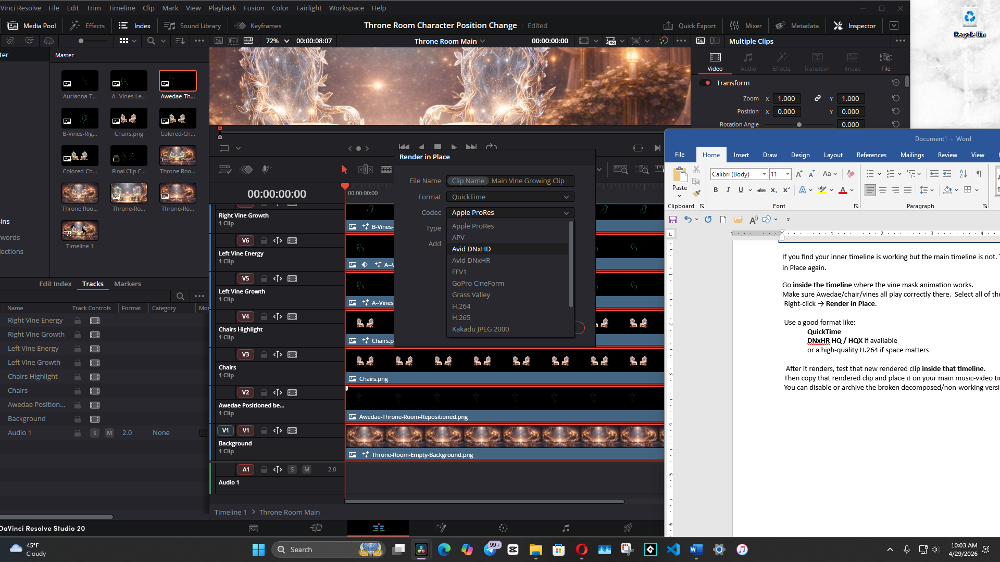 Vinci Resolve File Edit Trim Timeline Clip Mark View Playback Fusion Color Fairlight Workspace Help
Media Pool Effects Index Sound Library Keyframes
Throne Room Character Position Change Edited
Quick Export Mixer Metadata Inspector
72% 00:00:08:07 Throne Room Main 00:00:00:00
Multiple Clips
Recycle Bin
ter
Master
Aurianna-T... A--Vines-Le... Awedae-Th...
B-Vines-Rig... Chairs.png Colored-Ch...
Colored-Ch... Final Clip C... Throne Roo...
Throne Roo... Throne-Ro... Throne-Ro...
Timeline 1
ins
words
lections
Video Audio Effects Transition Image File
Transform
Zoom X 1.000 Y 1.000
Position X 0.000 Y 0.000
Rotation Angle 0.000
Edit Index Tracks Markers
Name Track Controls Format Category Mor
Right Vine Energy
Right Vine Growth
Left Vine Energy
Left Vine Growth
Chairs Highlight
Chairs
Awedae Position...
Background
Audio 1 S M 2.0 None
00:00:00:00
00:00:00:00
Right Vine Growth
1 Clip
B-Vines-
V6
Left Vine Energy
1 Clip
A--V
V5
Left Vine Growth
1 Clip
A--Vines
V4
Chairs Highlight
1 Clip
Chairs.p
V3
Chairs
1 Clip
Chairs.png
V2
Awedae Positioned be...
1 Clip
Awedae-Throne-Room-Repositioned.png
V1 V1
Background
1 Clip
Throne-Room-Empty-Background.png
A1 S M 2.0
Audio 1
Timeline 1 > Throne Room Main
DaVinci Resolve Studio 20
Render in Place
File Name Clip Name Main Vine Growing Clip
Format QuickTime
Codec Apple ProRes
Type
Add
Apple ProRes
APV
Avid DNxHD
Avid DNxHR
FFV1
GoPro CineForm
Grass Valley
H.264
H.265
Kakadu JPEG 2000
Document1 - Word
File Home Insert Draw Design Layout References Mailings Review View
Paste
Calibri (Body) 11
B I U abc
Clipboard Font Paragraph
1 1 2 3 4
If you find your inner timeline is working but the main timeline is not.
in Place again.
Go inside the timeline where the vine mask animation works.
Make sure Awedae/chair/vines all play correctly there. Select all of the
Right-click → Render in Place.
Use a good format like:
QuickTime
DNxHR HQ / HQX if available
or a high-quality H.264 if space matters
After it renders, test that new rendered clip inside that timeline.
Then copy that rendered clip and place it on your main music-video ti
You can disable or archive the broken decomposed/non-working versi
45°F
Cloudy
Search
99+
10:03 AM
4/29/2026